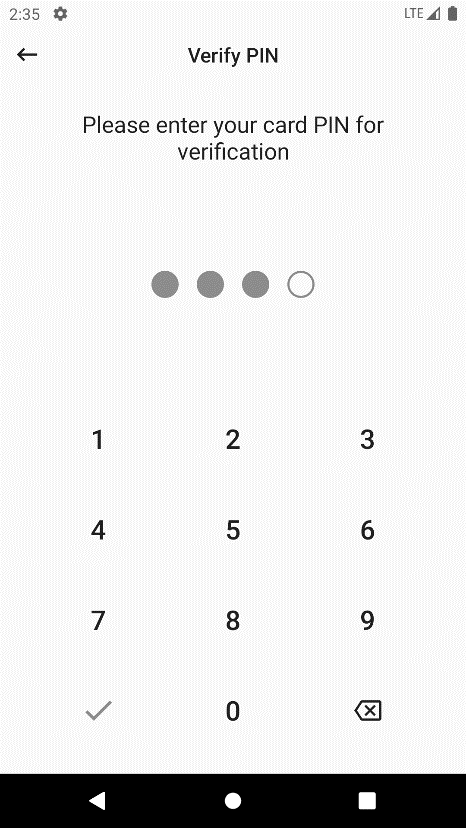 2:35 LTE
Verify PIN
Please enter your card PIN for
verification
1 2 3
4 5 6
7 8 9
0